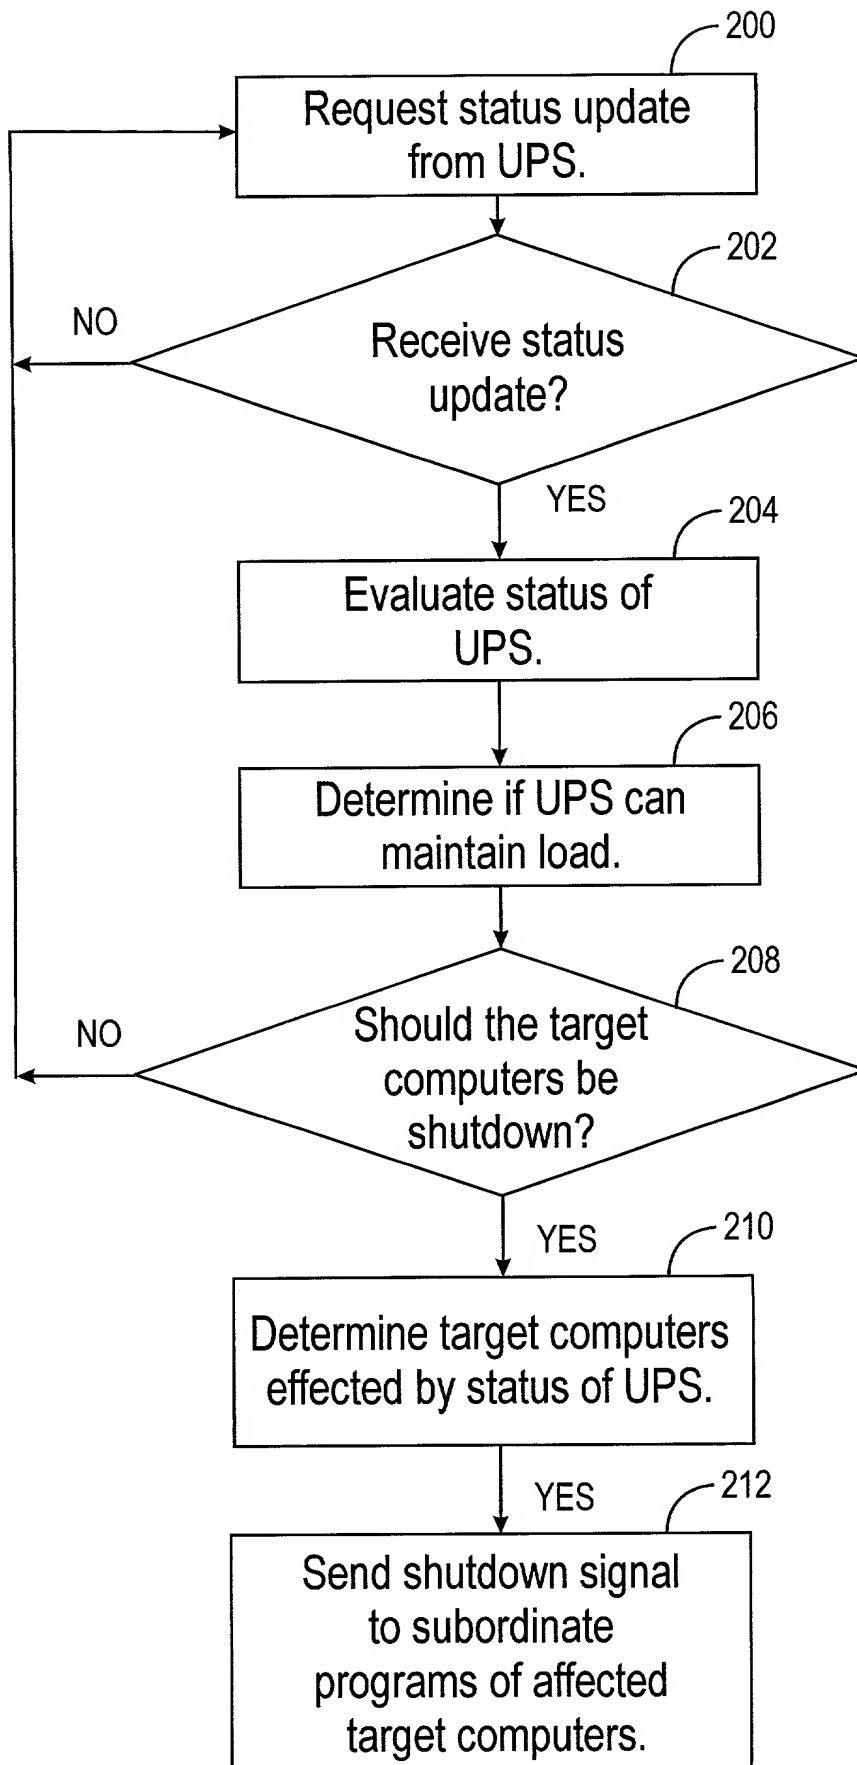 200
Request status update
from UPS.
202
NO
Receive status
update?
YES
204
Evaluate status of
UPS.
206
Determine if UPS can
maintain load.
208
NO
Should the target
computers be
shutdown?
YES
210
Determine target computers
effected by status of UPS.
YES
212
Send shutdown signal
to subordinate
programs of affected
target computers.